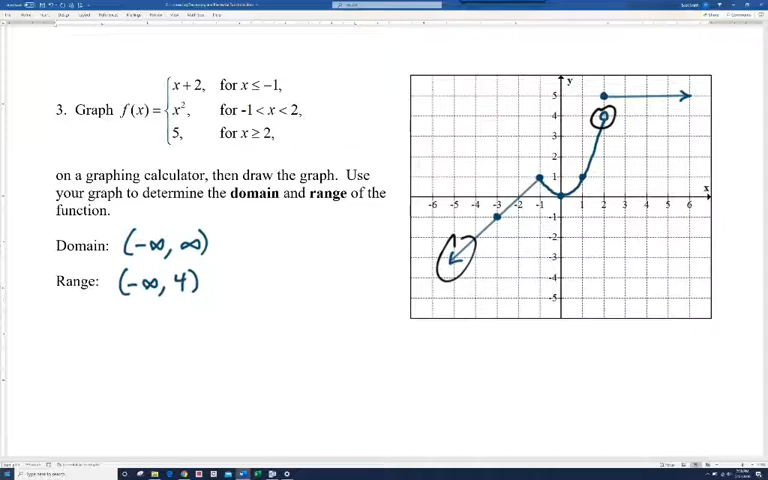 3. Graph f(x) = { x + 2, for x ≤ −1,
x², for -1 < x < 2,
5, for x ≥ 2,
on a graphing calculator, then draw the graph. Use
your graph to determine the domain and range of the
function.
Domain: (-∞, ∞)
Range: (-∞, 4)
y
5
4
3
2
1
x
-6 -5 -4 -3 -2 -1 1 2 3 4 5 6
-1
-2
-3
-4
-5